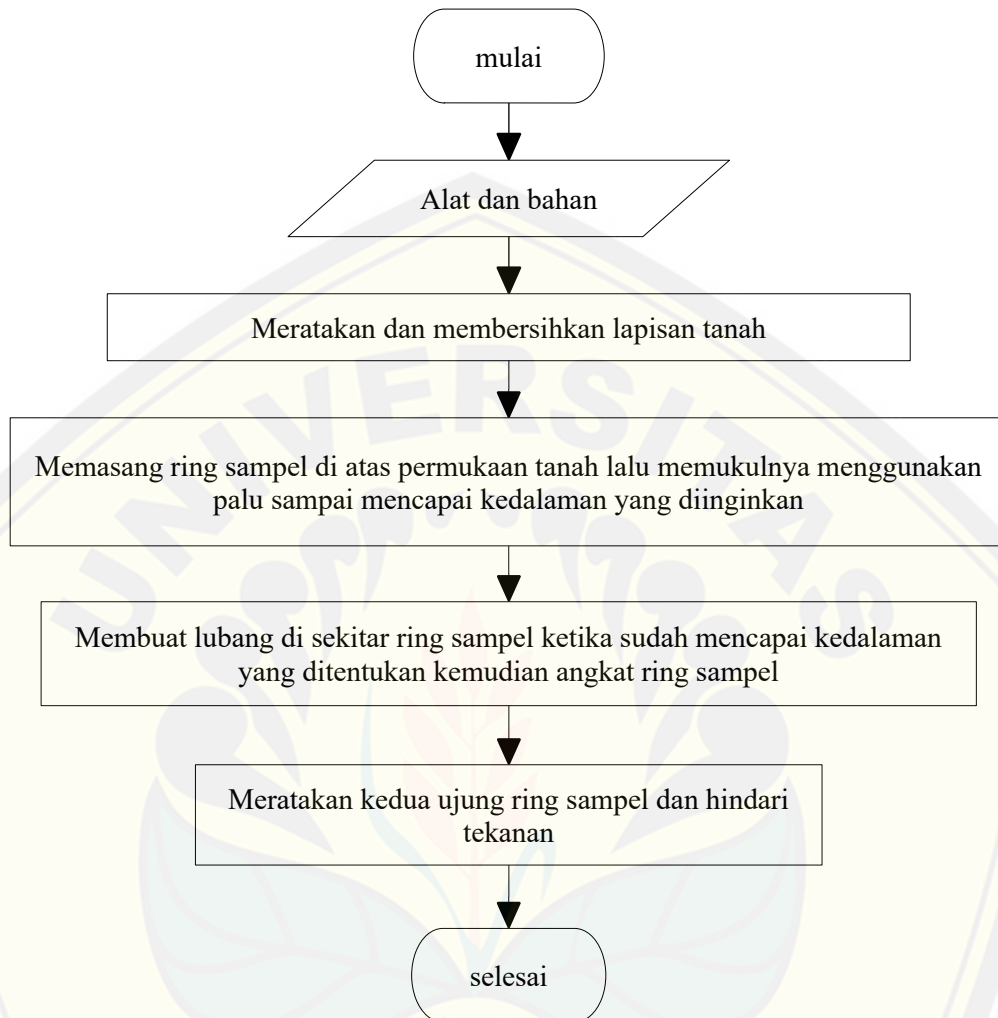 mulai
Alat dan bahan
Meratakan dan membersihkan lapisan tanah
Memasang ring sampel di atas permukaan tanah lalu memukulnya menggunakan
palu sampai mencapai kedalaman yang diinginkan
Membuat lubang di sekitar ring sampel ketika sudah mencapai kedalaman
yang ditentukan kemudian angkat ring sampel
Meratakan kedua ujung ring sampel dan hindari
tekanan
selesai
UNIVERSITAS